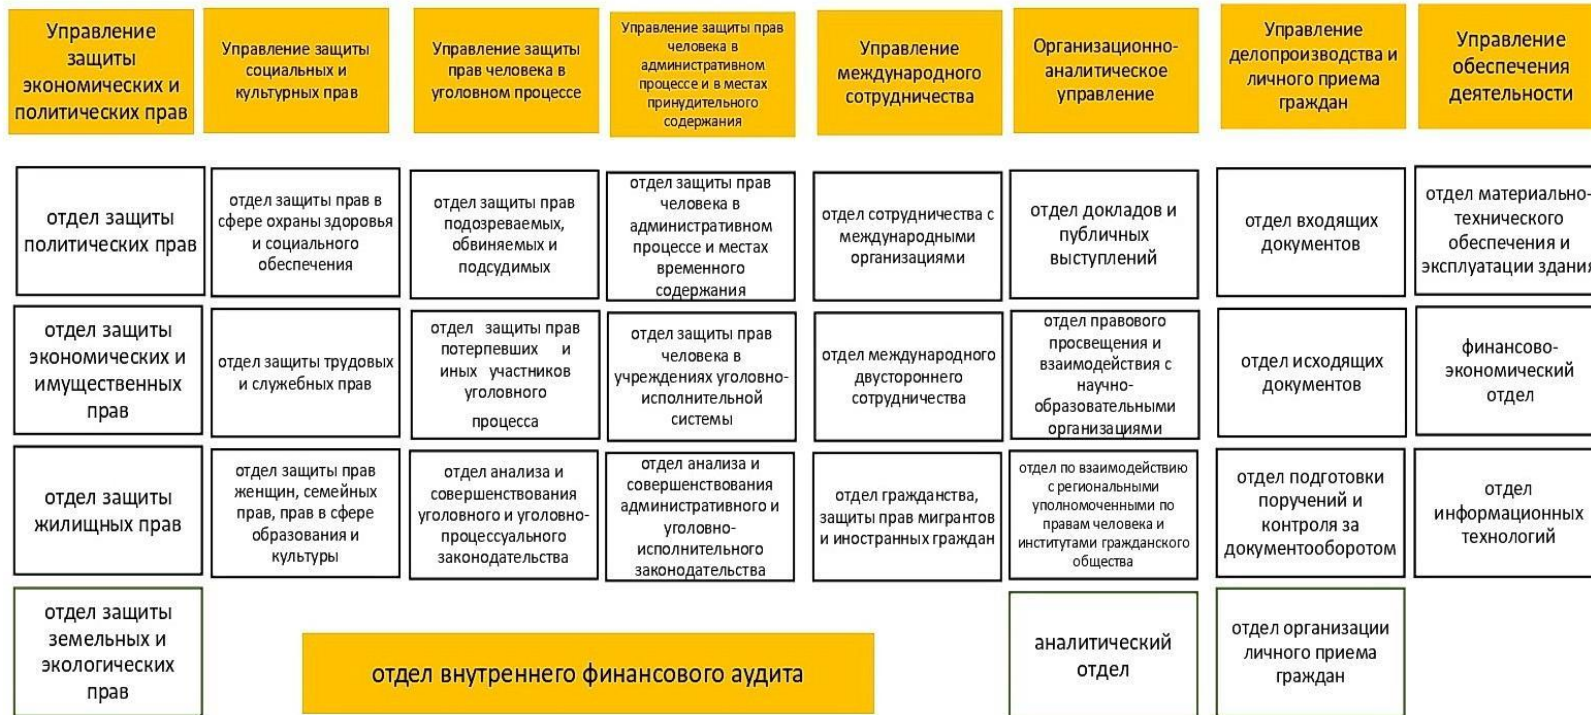 Управление
защиты
экономических и
политических прав
Управление защиты
социальных и
культурных прав
Управление защиты
прав человека в
уголовном процессе
Управление защиты прав
человека в
административном
процессе и в местах
принудительного
содержания
Управление
международного
сотрудничества
Организационно-
аналитическое
управление
Управление
делопроизводства и
личного приема
граждан
Управление
обеспечения
деятельности
отдел защиты
политических прав
отдел защиты прав в
сфере охраны здоровья
и социального
обеспечения
отдел защиты прав
подозреваемых,
обвиняемых и
подсудимых
отдел защиты прав
человека в
административном
процессе и местах
временного
содержания
отдел сотрудничества с
международными
организациями
отдел докладов и
публичных
выступлений
отдел входящих
документов
отдел материально-
технического
обеспечения и
эксплуатации здания
отдел защиты
экономических и
имущественных
прав
отдел защиты трудовых
и служебных прав
отдел защиты прав
потерпевших и
иных участников
уголовного
процесса
отдел защиты прав
человека в
учреждениях уголовно-
исполнительной
системы
отдел международного
двустороннего
сотрудничества
отдел правового
просвещения и
взаимодействия с
научно-
образовательными
организациями
отдел исходящих
документов
финансово-
экономический
отдел
отдел защиты
жилищных прав
отдел защиты прав
женщин, семейных
прав, прав в сфере
образования и
культуры
отдел анализа и
совершенствования
уголовного и уголовно-
процессуального
законодательства
отдел анализа и
совершенствования
административного и
уголовно-
исполнительного
законодательства
отдел гражданства,
защиты прав мигрантов
и иностранных граждан
отдел по взаимодействию
с региональными
уполномоченными по
правам человека и
институтами гражданского
общества
отдел подготовки
поручений и
контроля за
документооборотом
отдел
информационных
технологий
отдел защиты
земельных и
экологических
прав
отдел внутреннего финансового аудита
аналитический
отдел
отдел организации
личного приема
граждан